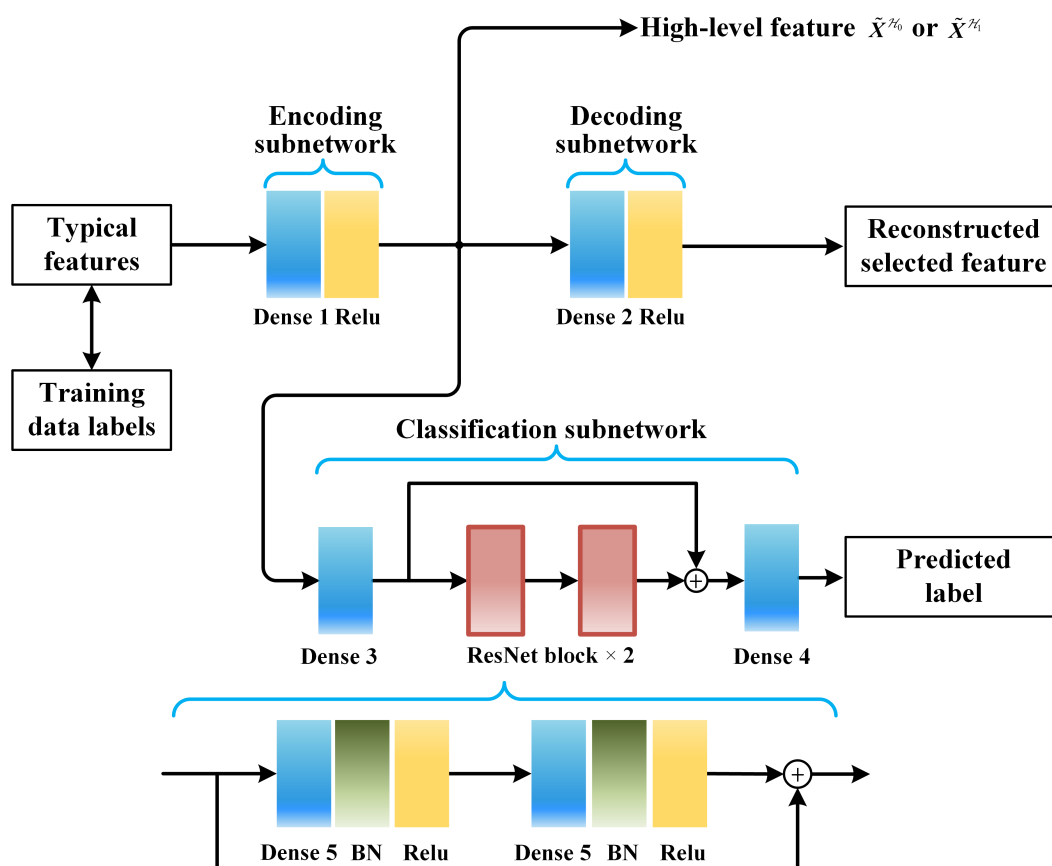 High-level feature X̃^ℋ₀ or X̃^ℋ₁
Encoding
subnetwork
Decoding
subnetwork
Typical
features
Reconstructed
selected feature
Dense 1 Relu
Dense 2 Relu
Training
data labels
Classification subnetwork
+
Predicted
label
Dense 3
ResNet block × 2
Dense 4
+
Dense 5 BN Relu
Dense 5 BN Relu